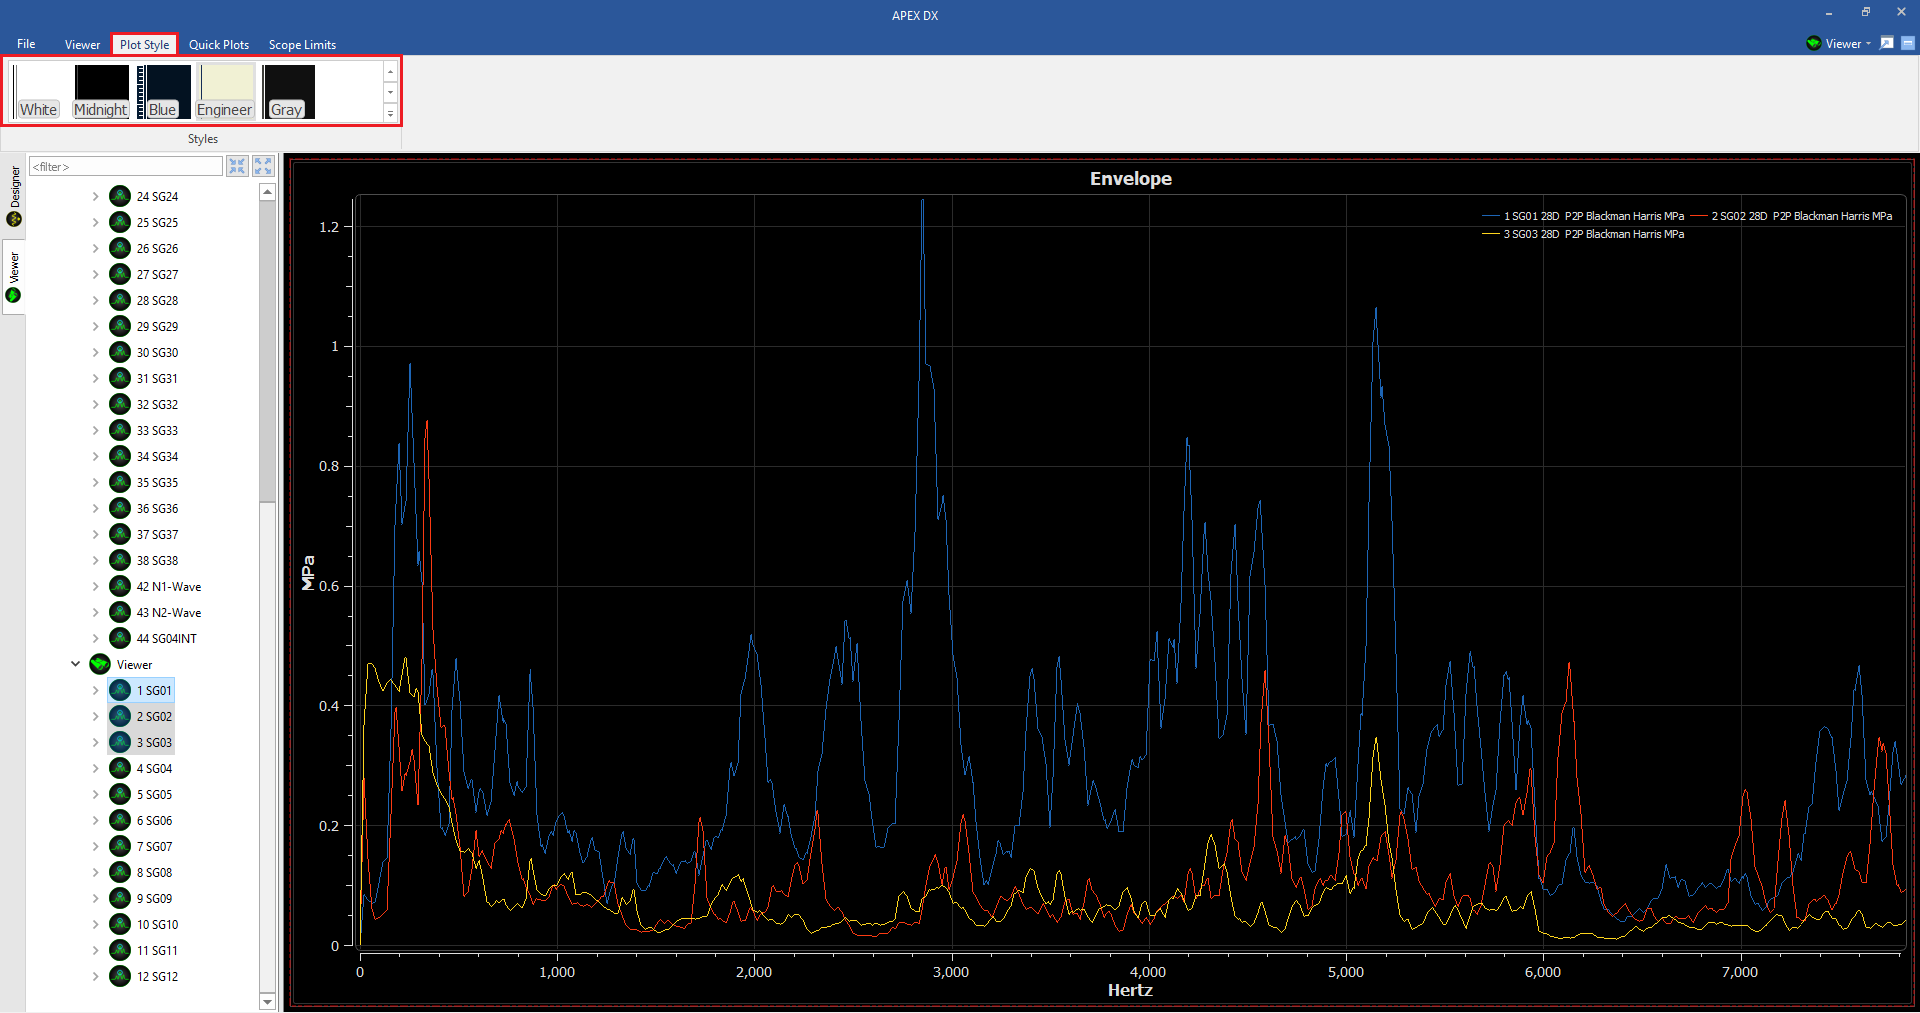 APEX DX
File Viewer Plot Style Quick Plots Scope Limits
Viewer
White Midnight Blue Engineer Gray
Styles
<filter>
Designer
Viewer
24 SG24
25 SG25
26 SG26
27 SG27
28 SG28
29 SG29
30 SG30
31 SG31
32 SG32
33 SG33
34 SG34
35 SG35
36 SG36
37 SG37
38 SG38
42 N1-Wave
43 N2-Wave
44 SG04INT
Viewer
1 SG01
2 SG02
3 SG03
4 SG04
5 SG05
6 SG06
7 SG07
8 SG08
9 SG09
10 SG10
11 SG11
12 SG12
Envelope
1 SG01 28D P2P Blackman Harris MPa 2 SG02 28D P2P Blackman Harris MPa
3 SG03 28D P2P Blackman Harris MPa
1.2
1
0.8
0.6
0.4
0.2
0
MPa
0 1,000 2,000 3,000 4,000 5,000 6,000 7,000
Hertz